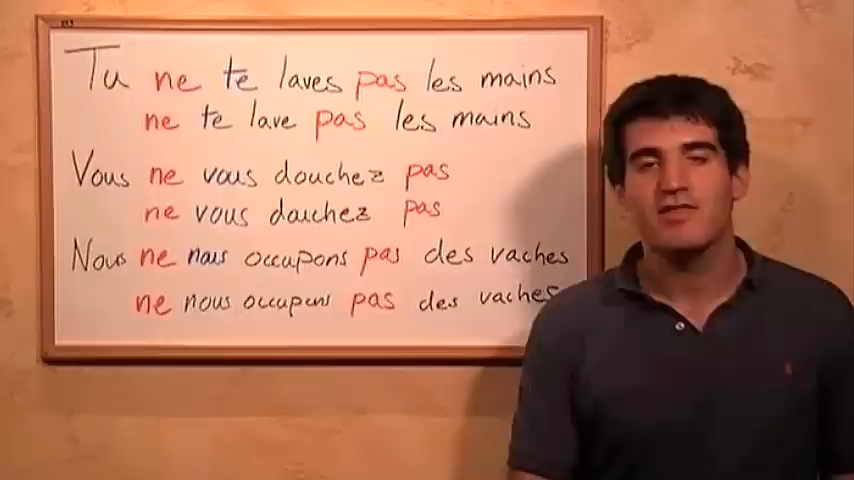 Tu ne te laves pas les mains
ne te lave pas les mains
Vous ne vous douchez pas
ne vous douchez pas
Nous ne nous occupons pas des vaches
ne nous occupons pas des vaches